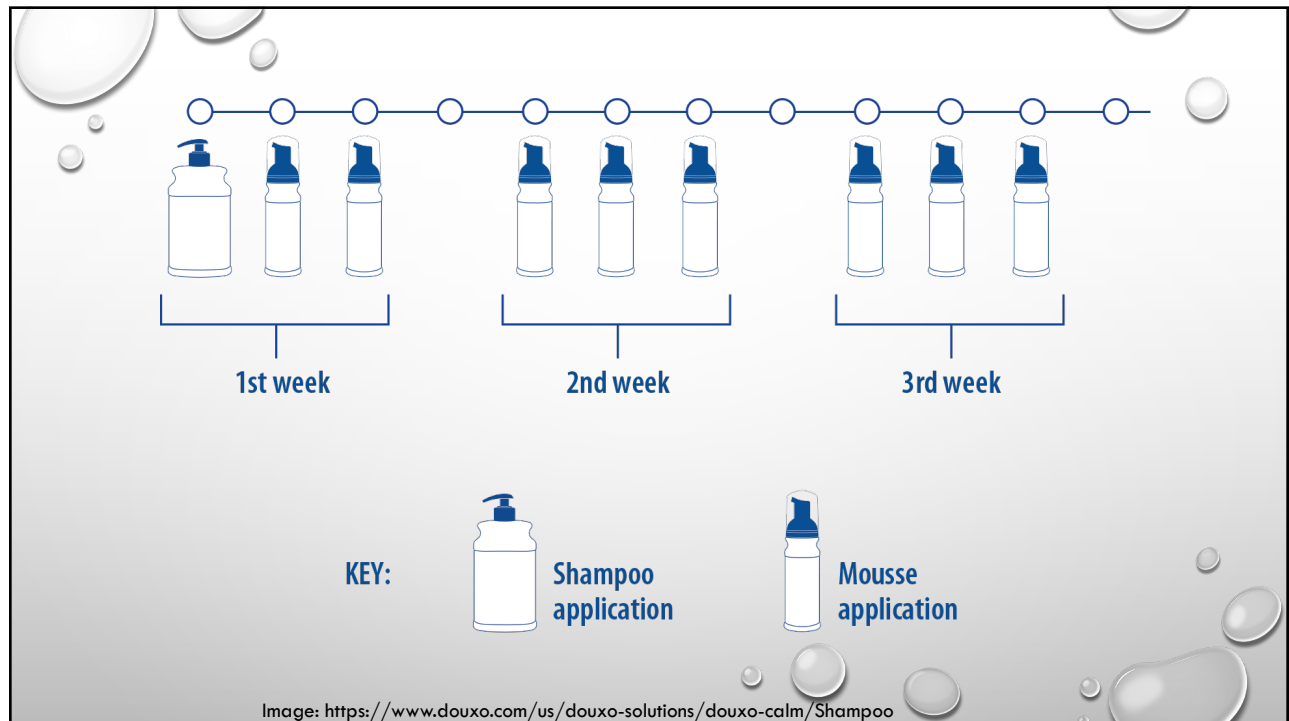 1st week
2nd week
3rd week
KEY:
Shampoo
application
Mousse
application
Image: https://www.douxo.com/us/douxo-solutions/douxo-calm/Shampoo